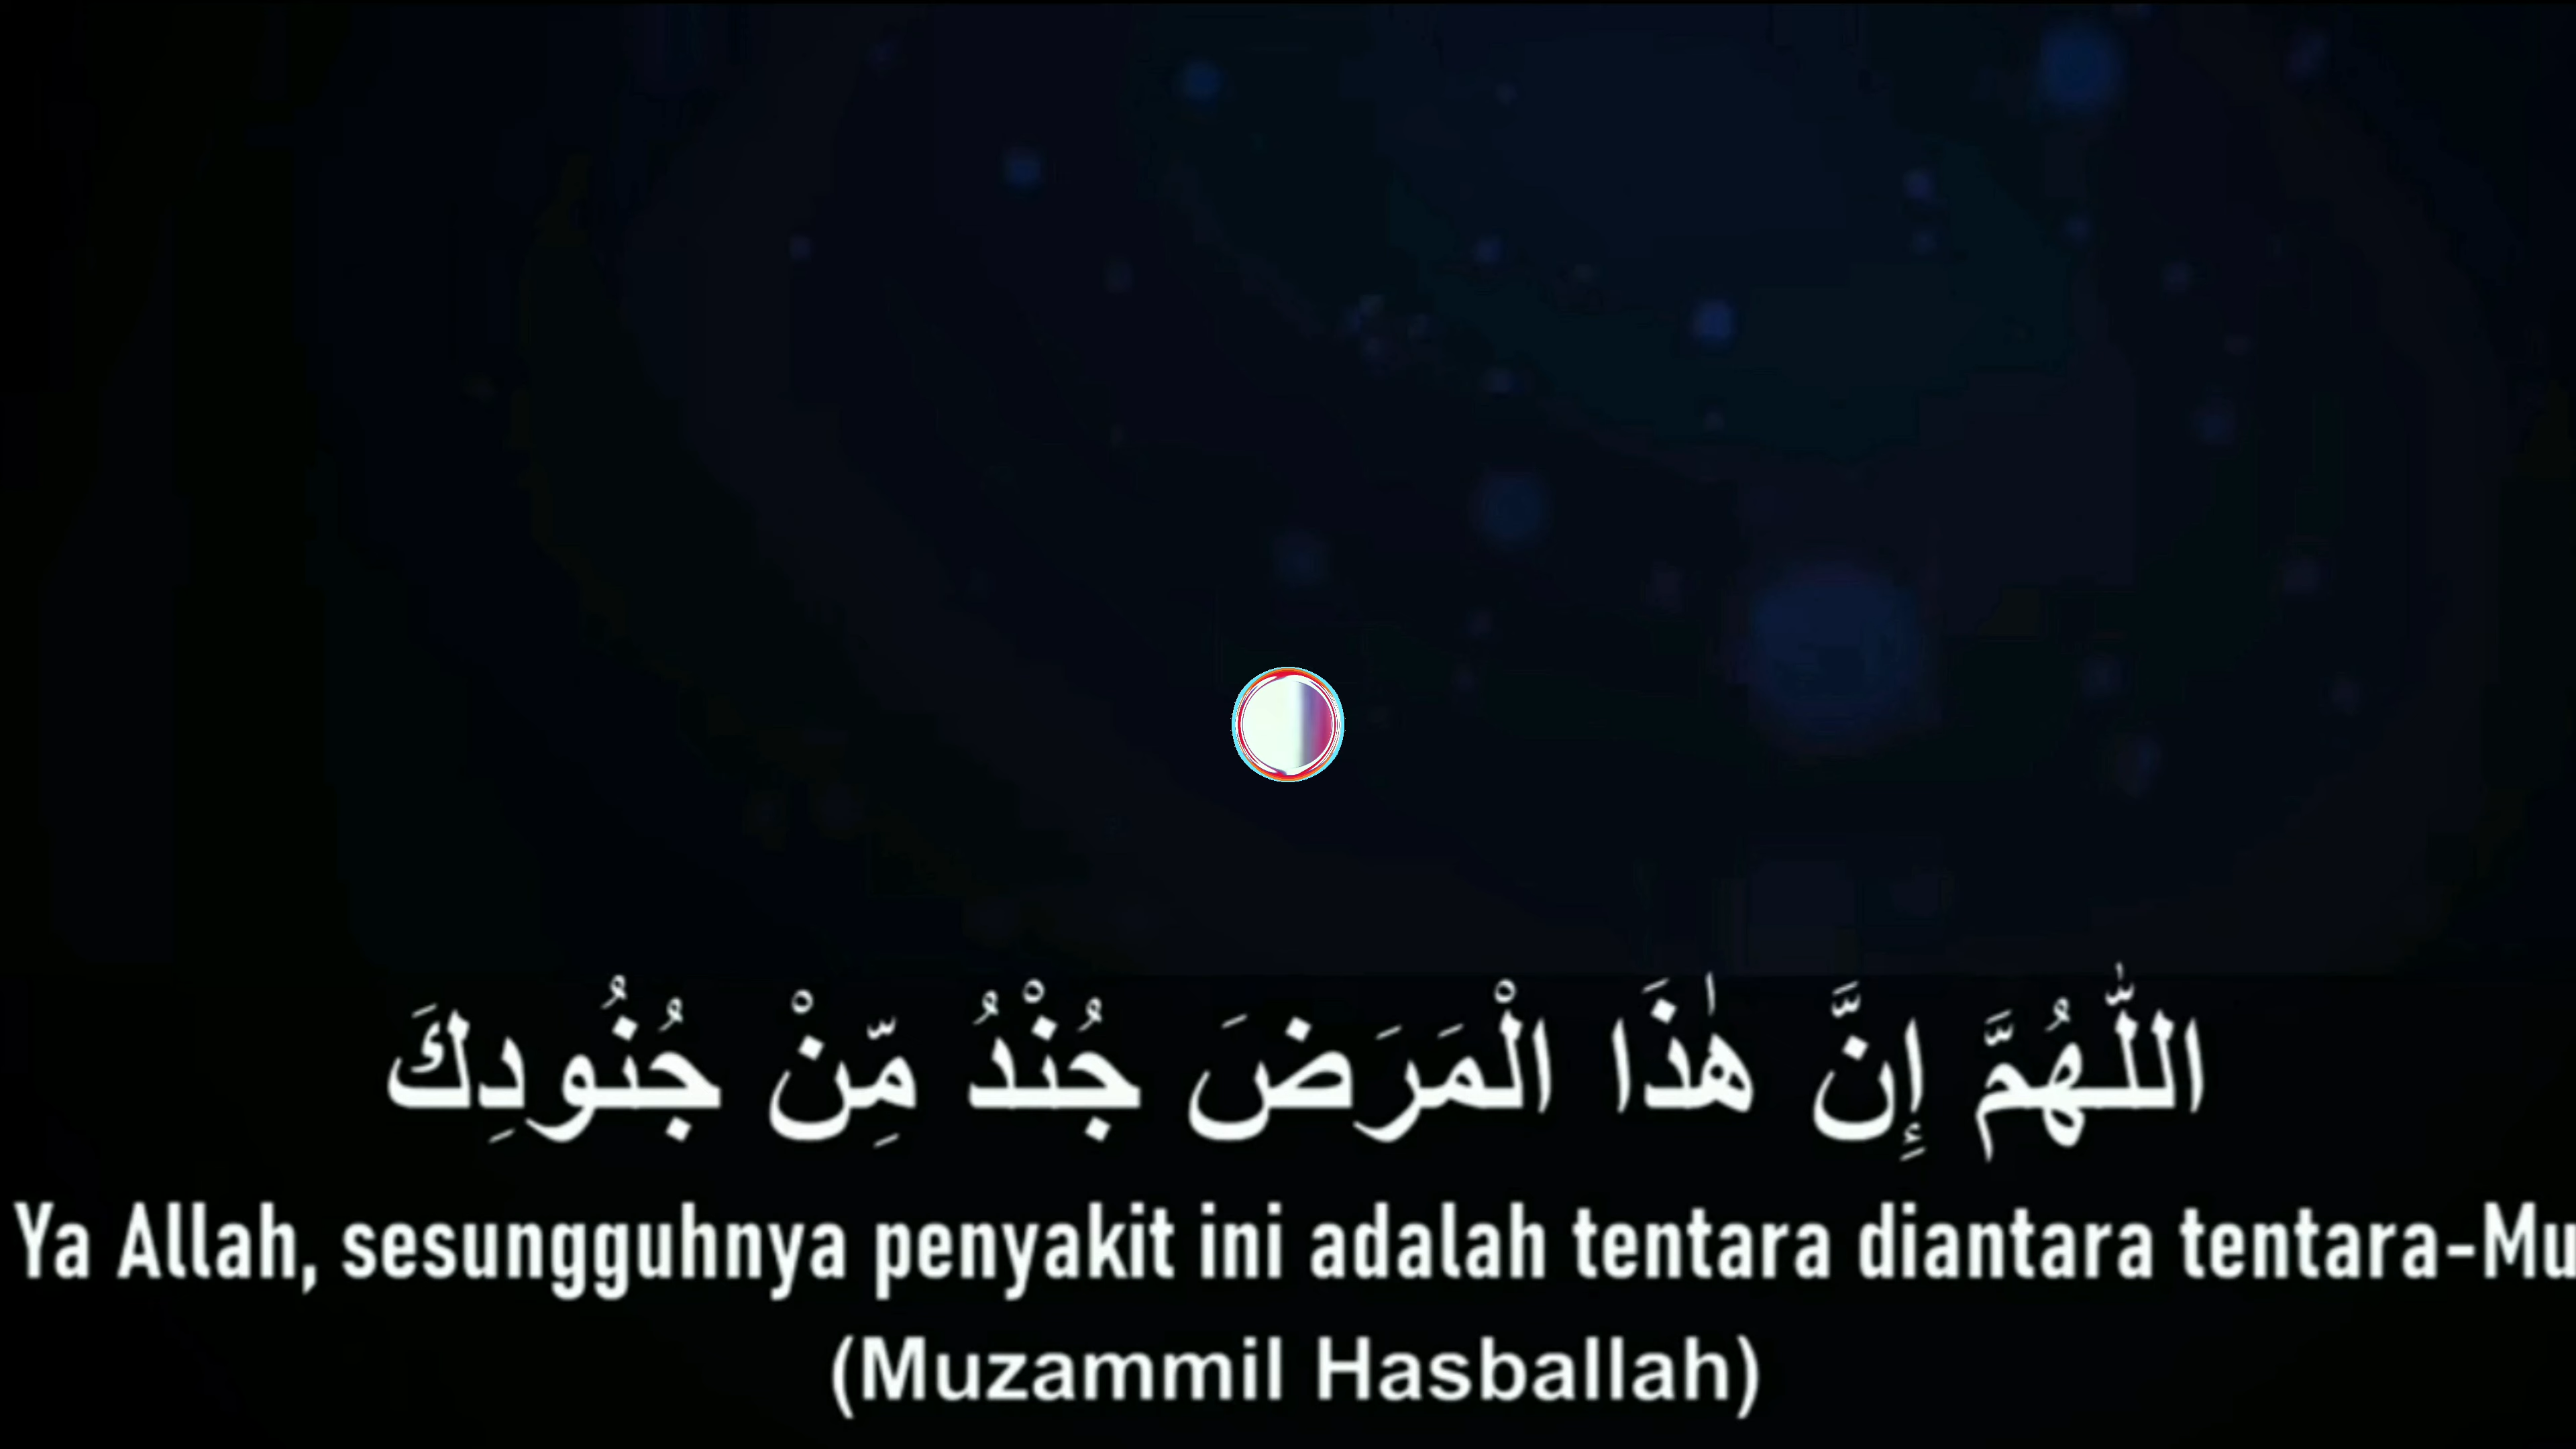 اللّٰهُمَّ إِنَّ هٰذَا الْمَرَضَ جُنْدُ مِّنْ جُنُودِكَ
Ya Allah, sesungguhnya penyakit ini adalah tentara diantara tentara-Mu
(Muzammil Hasballah)